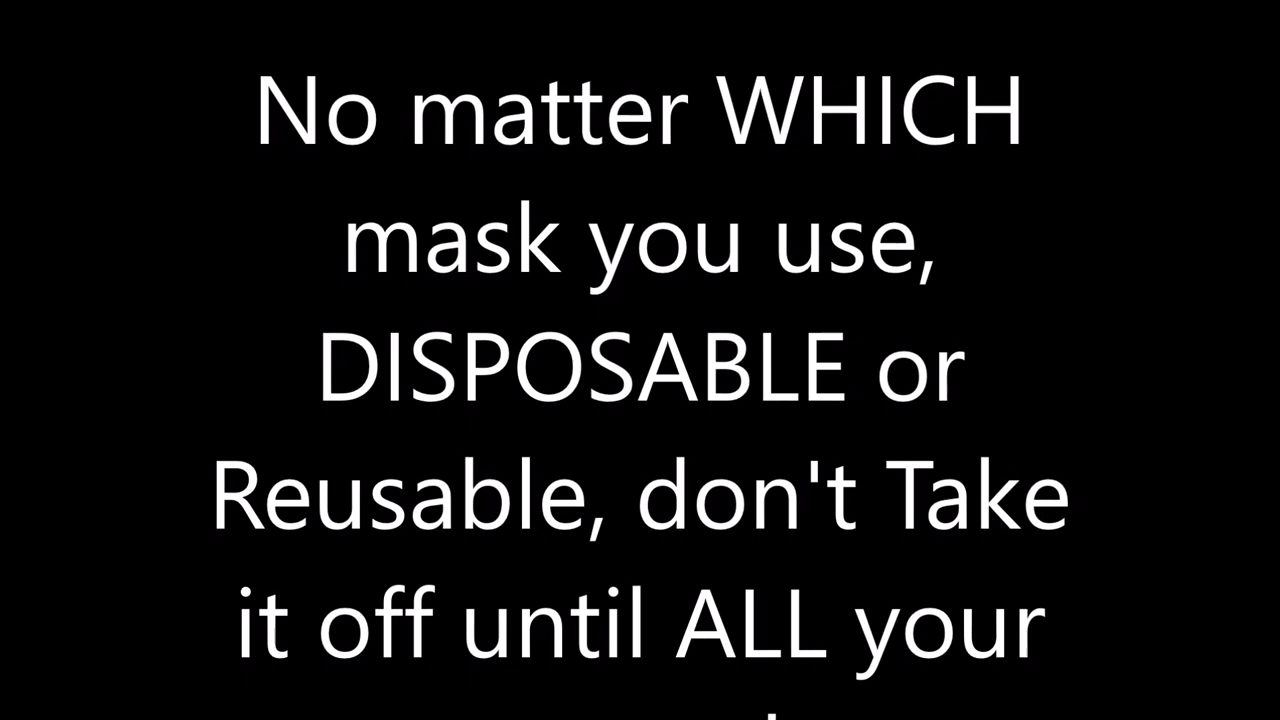 No matter WHICH
mask you use,
DISPOSABLE or
Reusable, don't Take
it off until ALL your